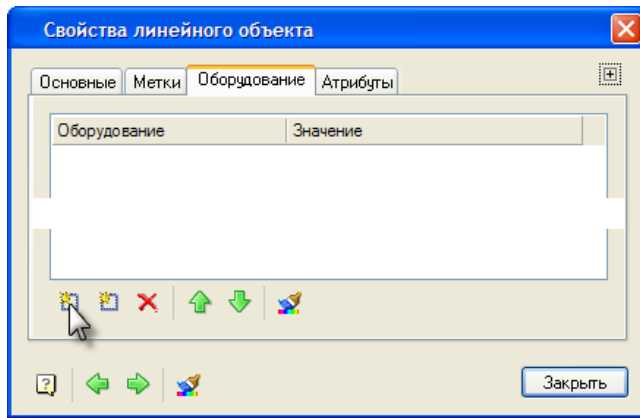 Свойства линейного объекта
Основные Метки Оборудование Атрибуты
Оборудование Значение
Закрыть